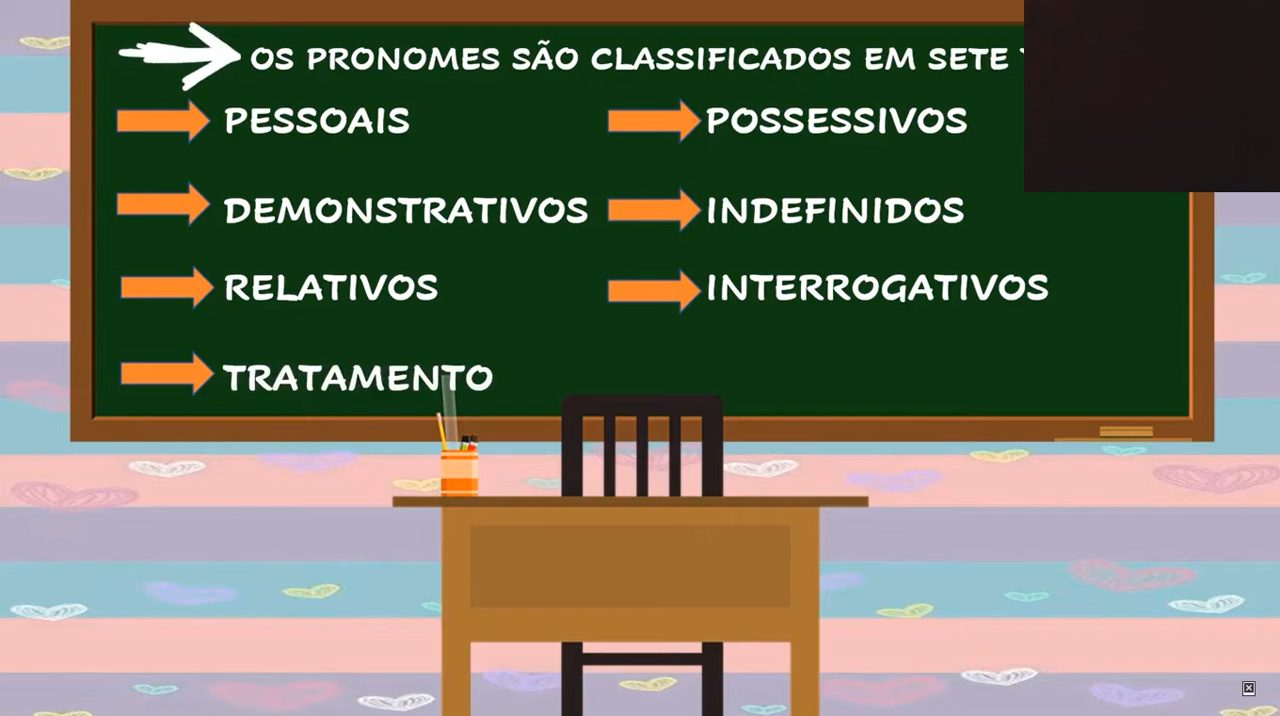 OS PRONOMES SÃO CLASSIFICADOS EM SETE
PESSOAIS
POSSESSIVOS
DEMONSTRATIVOS
INDEFINIDOS
RELATIVOS
INTERROGATIVOS
TRATAMENTO